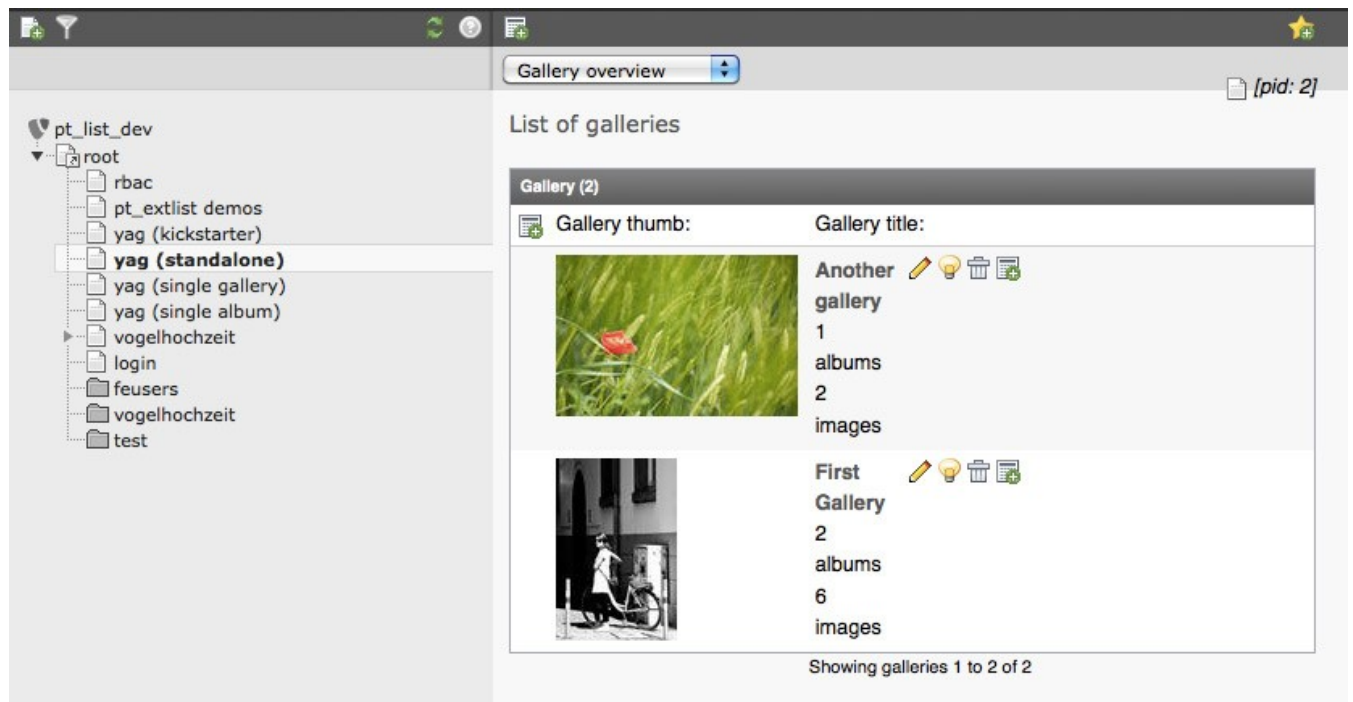 Gallery overview
[pid: 2]
pt_list_dev
root
rbac
pt_extlist demos
yag (kickstarter)
yag (standalone)
yag (single gallery)
yag (single album)
vogelhochzeit
login
feusers
vogelhochzeit
test
List of galleries
Gallery (2)
Gallery thumb: Gallery title:
Another
gallery
1
albums
2
images
First
Gallery
2
albums
6
images
Showing galleries 1 to 2 of 2